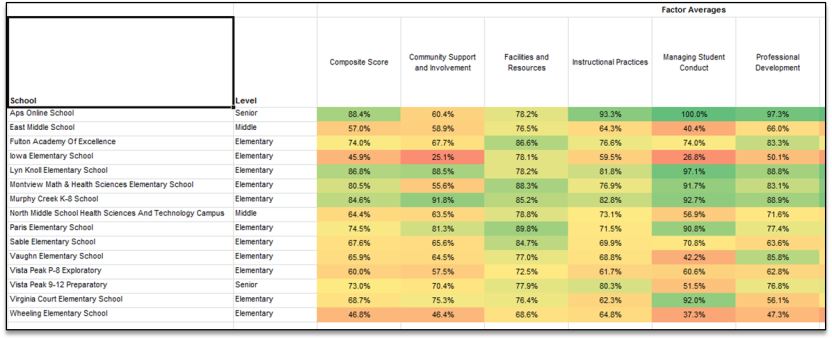 Factor Averages
School Level Composite Score Community Support and Involvement Facilities and Resources Instructional Practices Managing Student Conduct Professional Development
Aps Online School Senior 88.4% 60.4% 78.2% 93.3% 100.0% 97.3%
East Middle School Middle 57.0% 58.9% 76.5% 64.3% 40.4% 66.0%
Fulton Academy Of Excellence Elementary 74.0% 67.7% 86.6% 76.6% 74.0% 83.3%
Iowa Elementary School Elementary 45.9% 25.1% 78.1% 59.5% 26.8% 50.1%
Lyn Knoll Elementary School Elementary 86.8% 88.5% 78.2% 81.8% 97.1% 88.8%
Montview Math & Health Sciences Elementary School Elementary 80.5% 55.6% 88.3% 76.9% 91.7% 83.1%
Murphy Creek K-8 School Elementary 84.6% 91.8% 85.2% 82.8% 92.7% 88.9%
North Middle School Health Sciences And Technology Campus Middle 64.4% 63.5% 78.8% 73.1% 56.9% 71.6%
Paris Elementary School Elementary 74.5% 81.3% 89.8% 71.5% 90.8% 77.4%
Sable Elementary School Elementary 67.6% 65.6% 84.7% 69.9% 70.8% 63.6%
Vaughn Elementary School Elementary 65.9% 64.5% 77.0% 68.8% 42.2% 85.8%
Vista Peak P-8 Exploratory Elementary 60.0% 57.5% 72.5% 61.7% 60.6% 62.8%
Vista Peak 9-12 Preparatory Senior 73.0% 70.4% 77.9% 80.3% 51.5% 76.8%
Virginia Court Elementary School Elementary 68.7% 75.3% 76.4% 62.3% 92.0% 56.1%
Wheeling Elementary School Elementary 46.8% 46.4% 68.6% 64.8% 37.3% 47.3%